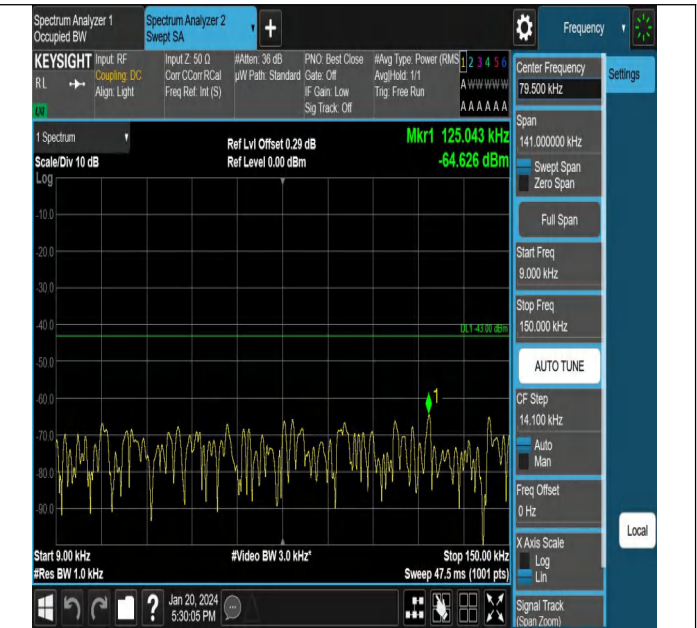 Spectrum Analyzer 1
Occupied BW
Spectrum Analyzer 2
Swept SA
+
Frequency
KEYSIGHT
RL
Input: RF
Coupling: DC
Align: Light
Input Z: 50 Ω
Corr CCorr RCal
Freq Ref: Int (S)
#Atten: 36 dB
µW Path: Standard
PNO: Best Close
Gate: Off
IF Gain: Low
Sig Track: Off
#Avg Type: Power (RMS
Avg|Hold: 1/1
Trig: Free Run
1 2 3 4 5 6
A W W W W W
A A A A A A
1 Spectrum
Scale/Div 10 dB
Log
Ref Lvl Offset 0.29 dB
Ref Level 0.00 dBm
Mkr1 125.043 kHz
-64.626 dBm
-10.0
-20.0
-30.0
-40.0
DL1 -43.00 dBm
-50.0
-60.0
1
-70.0
-80.0
-90.0
Start 9.00 kHz
#Res BW 1.0 kHz
#Video BW 3.0 kHz*
Stop 150.00 kHz
Sweep 47.5 ms (1001 pts)
Center Frequency
79.500 kHz
Settings
Span
141.000000 kHz
Swept Span
Zero Span
Full Span
Start Freq
9.000 kHz
Stop Freq
150.000 kHz
AUTO TUNE
CF Step
14.100 kHz
Auto
Man
Freq Offset
0 Hz
X Axis Scale
Log
Lin
Local
Signal Track
(Span Zoom)
?
Jan 20, 2024
5:30:05 PM